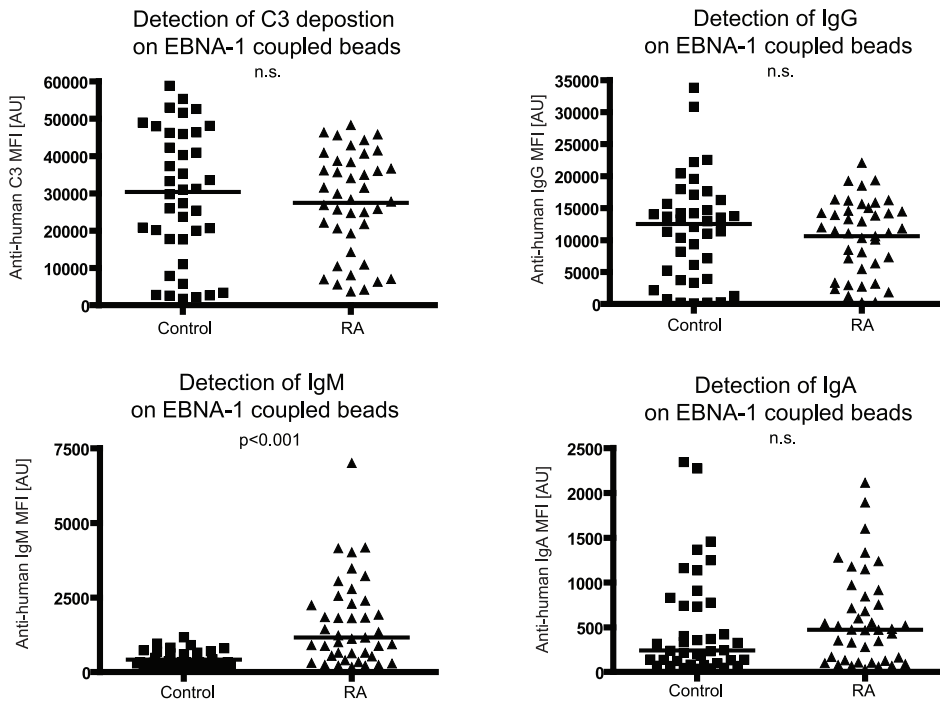 Detection of C3 depostion
on EBNA-1 coupled beads
n.s.
Anti-human C3 MFI [AU]
60000
50000
40000
30000
20000
10000
0
Control
RA
Detection of IgG
on EBNA-1 coupled beads
n.s.
Anti-human IgG MFI [AU]
35000
30000
25000
20000
15000
10000
5000
0
Control
RA
Detection of IgM
on EBNA-1 coupled beads
p<0.001
Anti-human IgM MFI [AU]
7500
5000
2500
0
Control
RA
Detection of IgA
on EBNA-1 coupled beads
n.s.
Anti-human IgA MFI [AU]
2500
2000
1500
1000
500
0
Control
RA